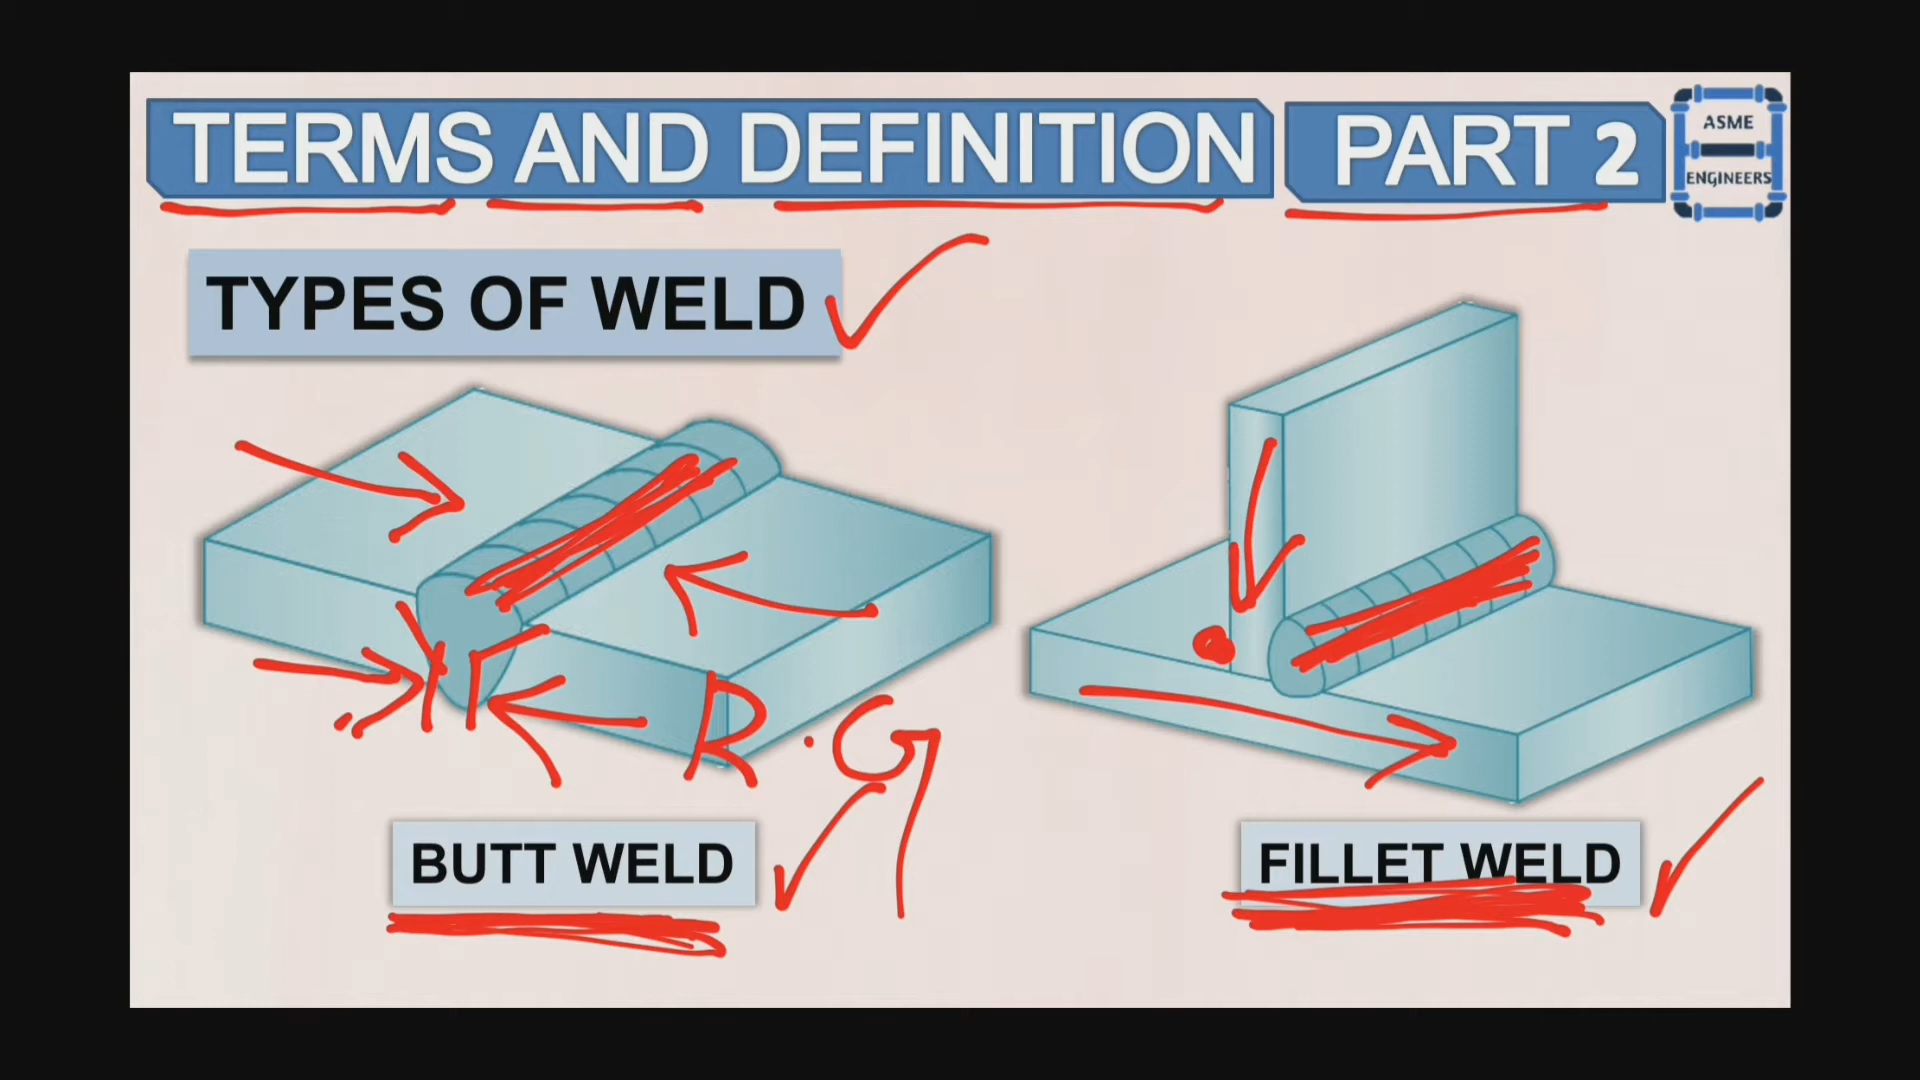 TERMS AND DEFINITION PART 2
ASME
ENGINEERS
TYPES OF WELD
R.G
BUTT WELD
FILLET WELD